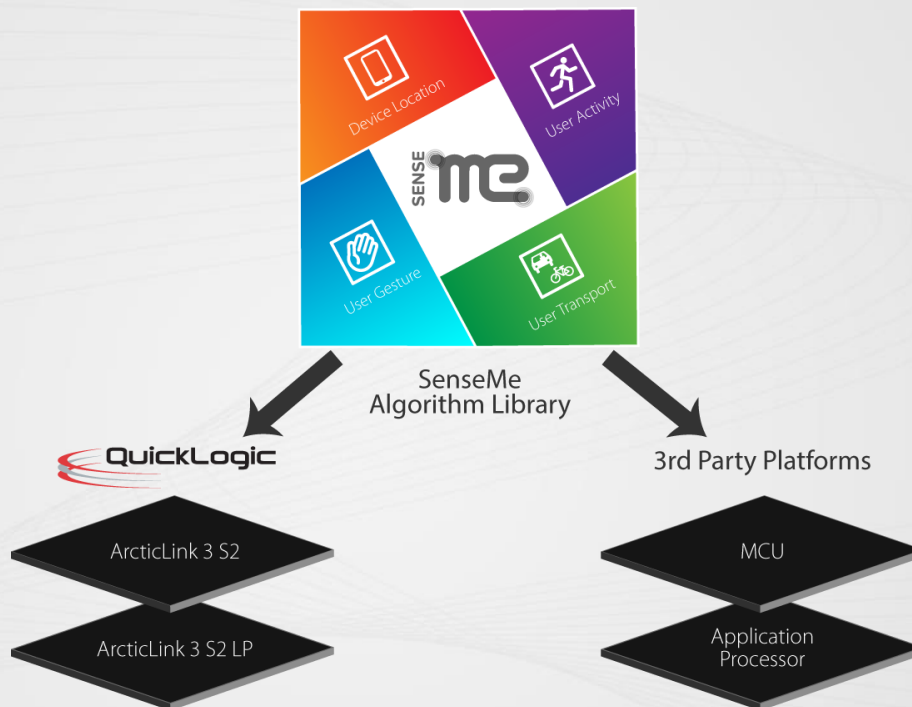 Device Location
User Activity
SENSE
me
User Gesture
User Transport
SenseMe
Algorithm Library
QuickLogic
3rd Party Platforms
ArcticLink 3 S2
MCU
ArcticLink 3 S2 LP
Application
Processor